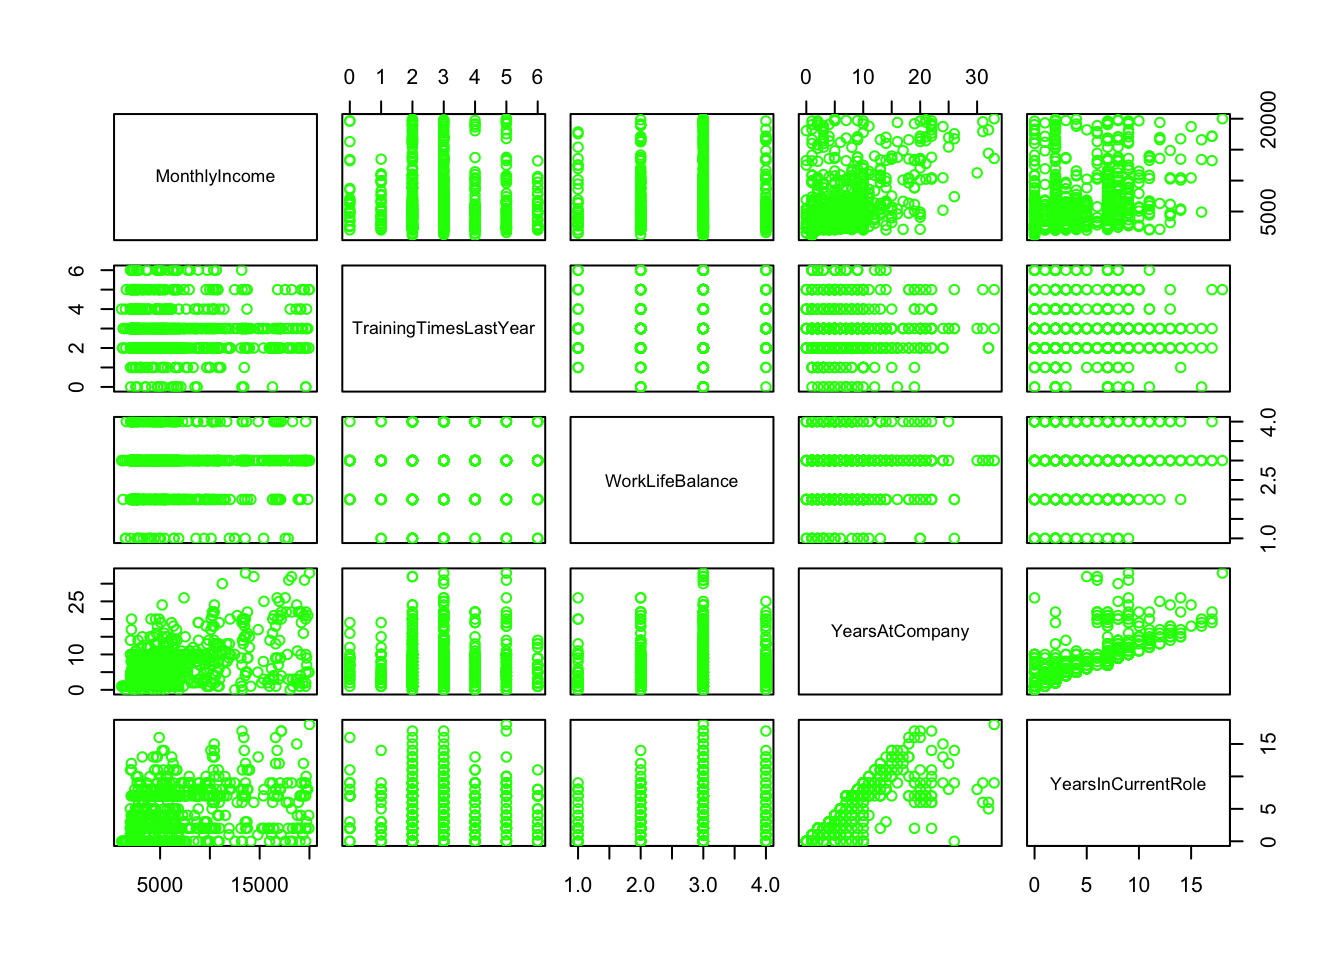 0 1 2 3 4 5 6 0 10 20 30
MonthlyIncome 5000 20000
0 2 4 6 TrainingTimesLastYear
WorkLifeBalance 1.0 2.5 4.0
0 10 25 YearsAtCompany
YearsInCurrentRole 0 5 15
5000 15000 1.0 2.0 3.0 4.0 0 5 10 15